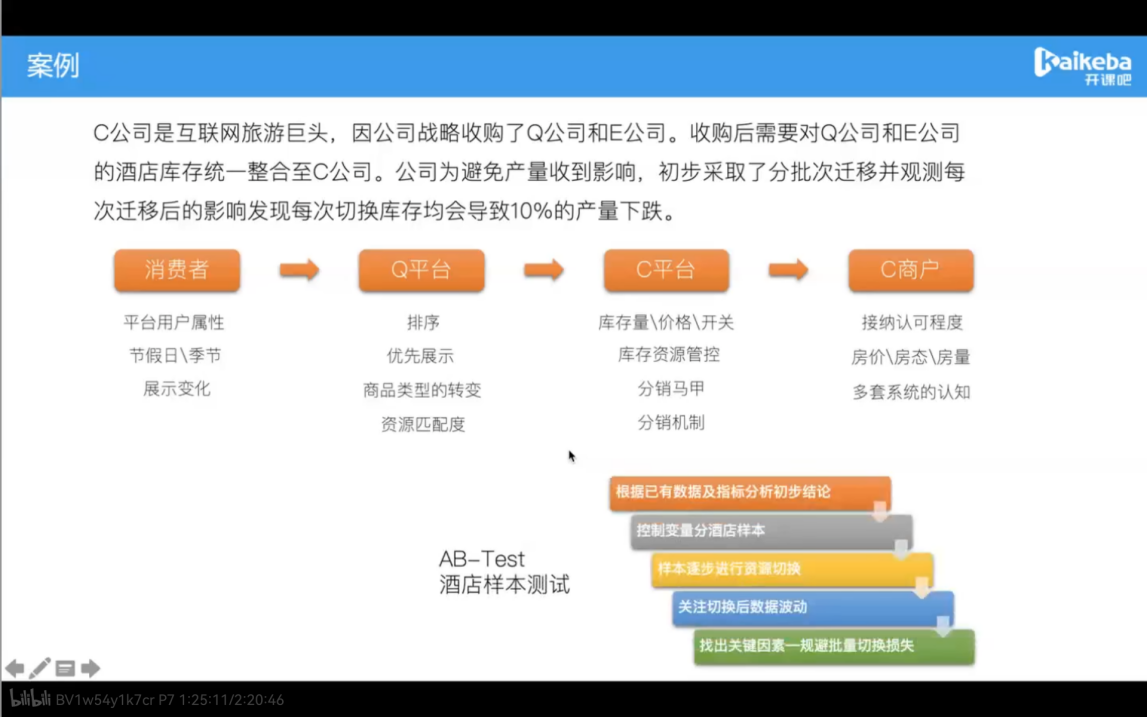 案例
kaikeba
开课吧
C公司是互联网旅游巨头，因公司战略收购了Q公司和E公司。收购后需要对Q公司和E公司
的酒店库存统一整合至C公司。公司为避免产量收到影响，初步采取了分批次迁移并观测每
次迁移后的影响发现每次切换库存均会导致10%的产量下跌。
消费者
Q平台
C平台
C商户
平台用户属性
节假日\季节
展示变化
排序
优先展示
商品类型的转变
资源匹配度
库存量\价格\开关
库存资源管控
分销马甲
分销机制
接纳认可程度
房价\房态\房量
多套系统的认知
AB-Test
酒店样本测试
根据已有数据及指标分析初步结论
控制变量分酒店样本
样本逐步进行资源切换
关注切换后数据波动
找出关键因素一规避批量切换损失
bilibili BV1w54y1k7cr P7 1:25:11/2:20:46